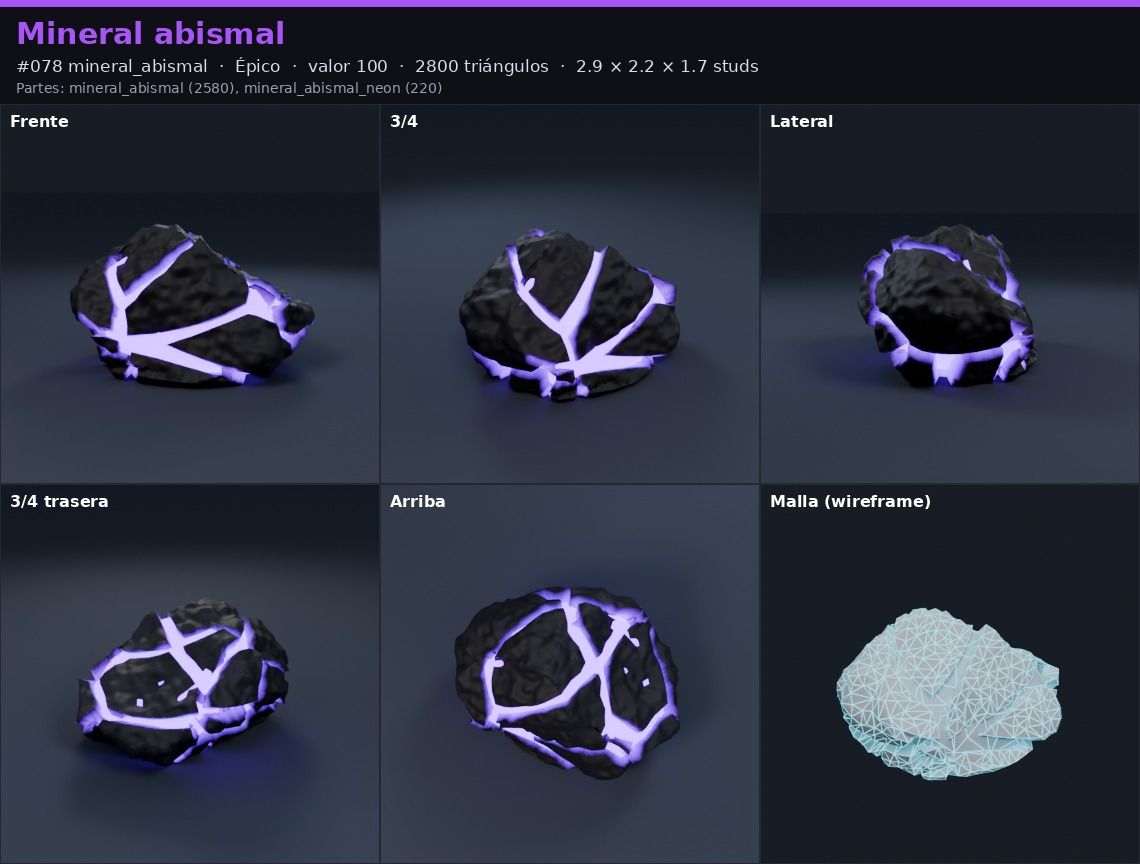 Mineral abismal
#078 mineral_abismal · Épico · valor 100 · 2800 triángulos · 2.9 × 2.2 × 1.7 studs
Partes: mineral_abismal (2580), mineral_abismal_neon (220)
Frente
3/4
Lateral
3/4 trasera
Arriba
Malla (wireframe)